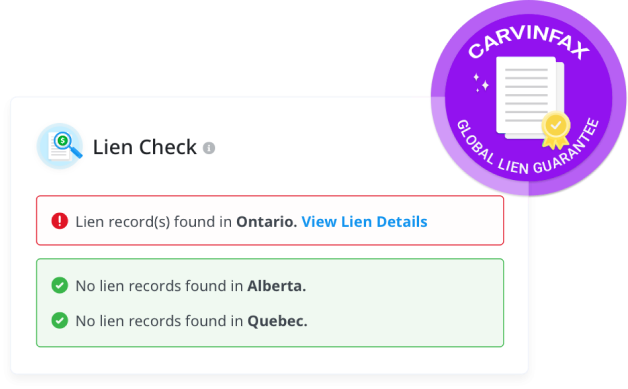 CARVINFAX
GLOBAL LIEN GUARANTEE
Lien Check
Lien record(s) found in Ontario. View Lien Details
No lien records found in Alberta.
No lien records found in Quebec.